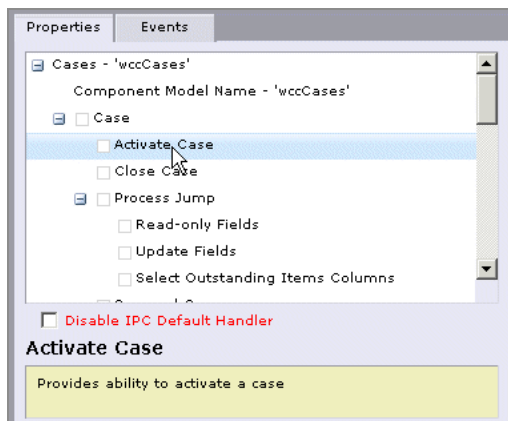 Properties Events
Cases - 'wccCases'
Component Model Name - 'wccCases'
Case
Activate Case
Close Case
Process Jump
Read-only Fields
Update Fields
Select Outstanding Items Columns
Disable IPC Default Handler
Activate Case
Provides ability to activate a case